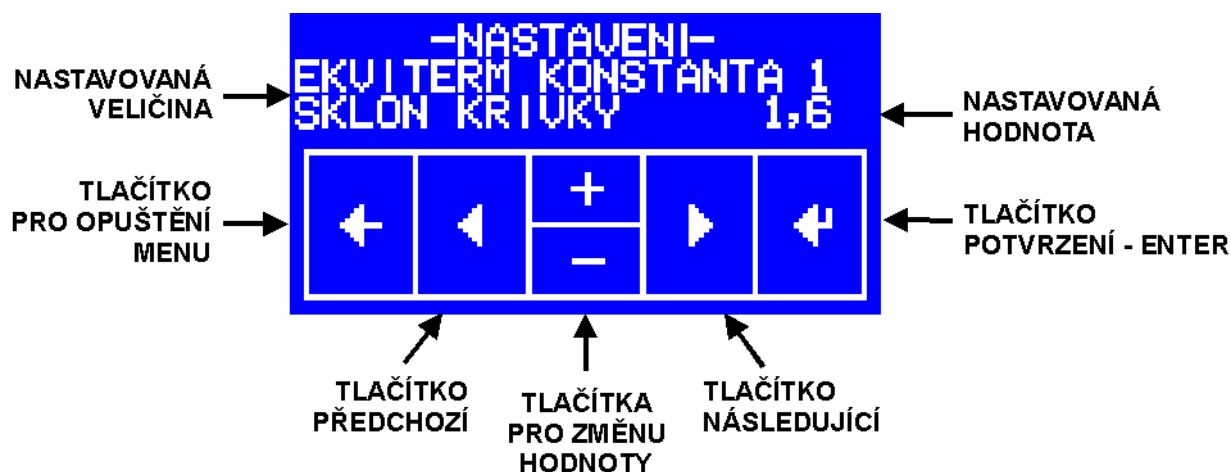 -NASTAVENI-
EKVITERM KONSTANTA 1
SKLON KRIVKY 1,6
NASTAVOVANÁ
VELIČINA
NASTAVOVANÁ
HODNOTA
+
-
TLAČÍTKO
PRO OPUŠTĚNÍ
MENU
TLAČÍTKO
POTVRZENÍ - ENTER
TLAČÍTKO
PŘEDCHOZÍ
TLAČÍTKA
PRO ZMĚNU
HODNOTY
TLAČÍTKO
NÁSLEDUJÍCÍ